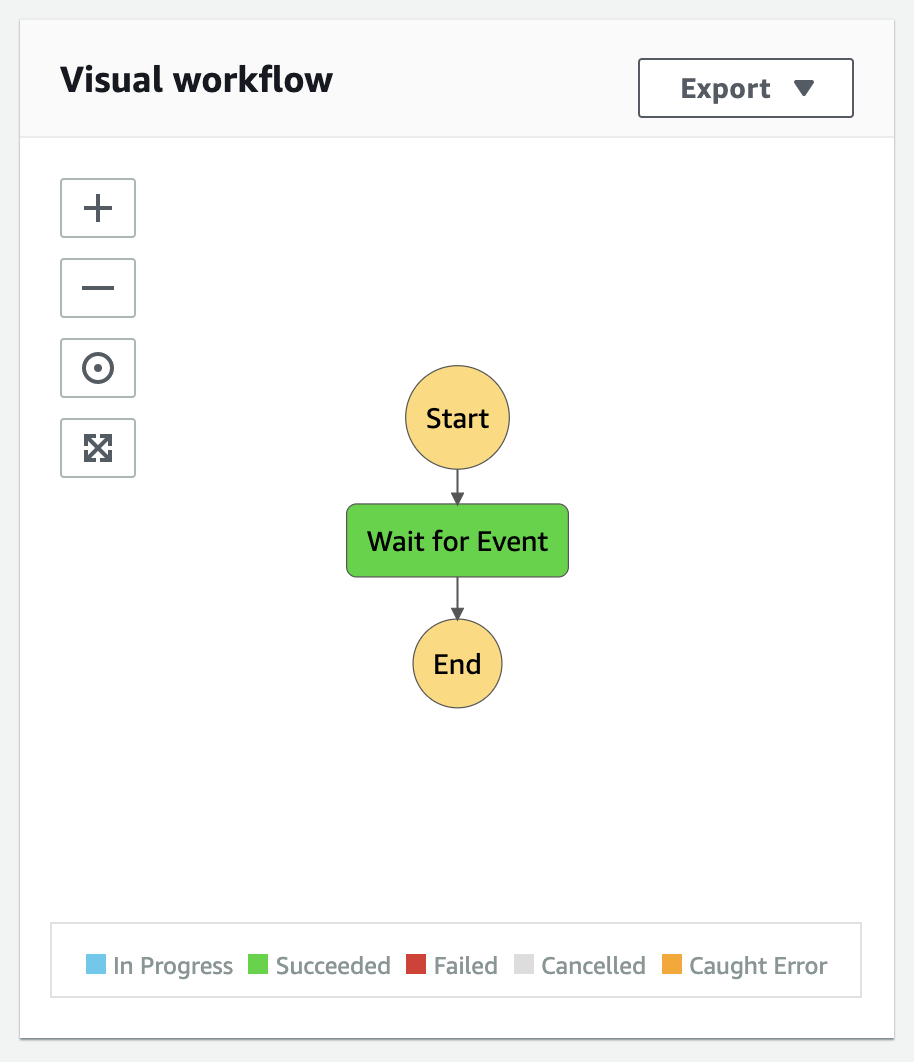 Visual workflow
Export
Start
Wait for Event
End
In Progress Succeeded Failed Cancelled Caught Error